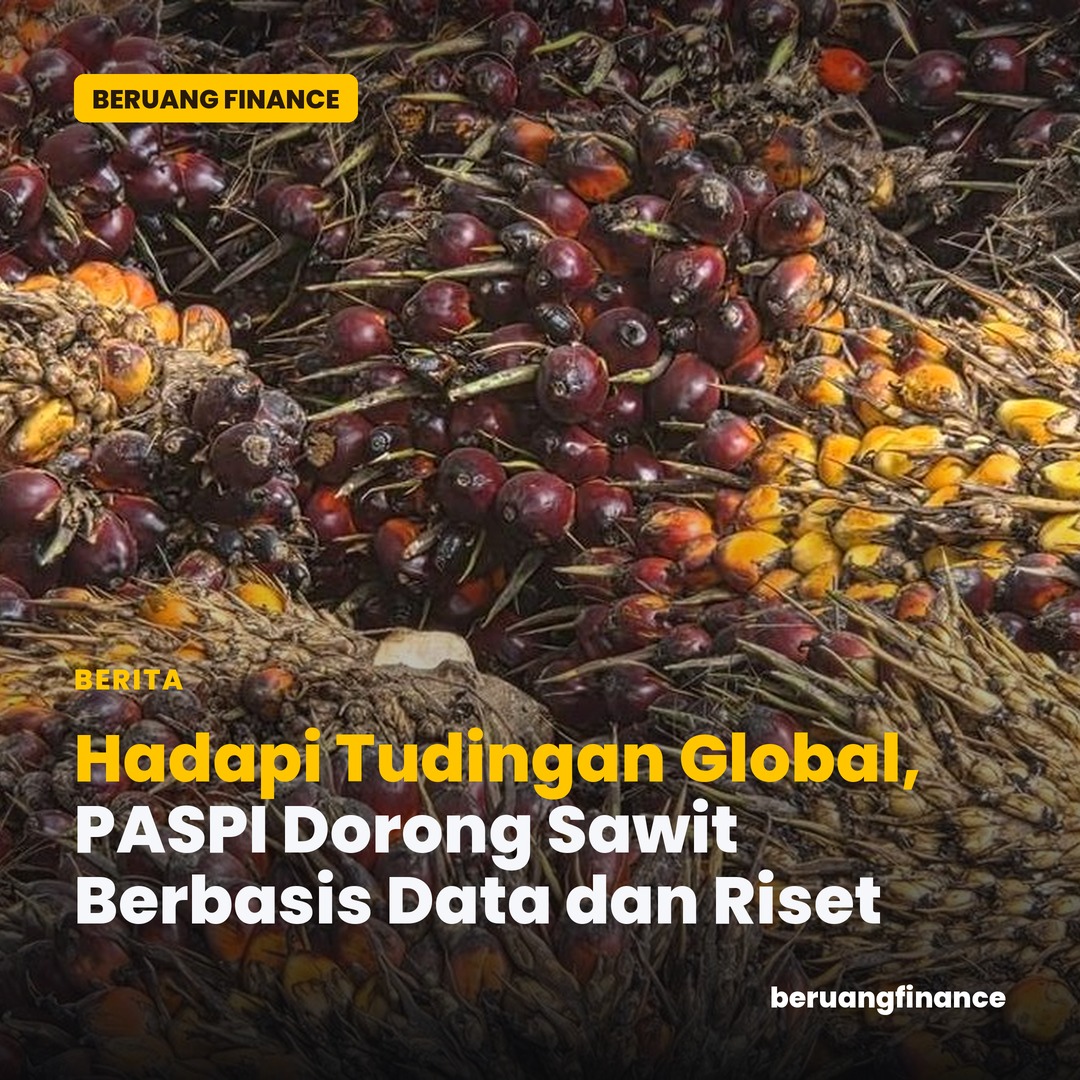 BERUANG FINANCE
BERITA
Hadapi Tudingan Global,
PASPI Dorong Sawit
Berbasis Data dan Riset
beruangfinance